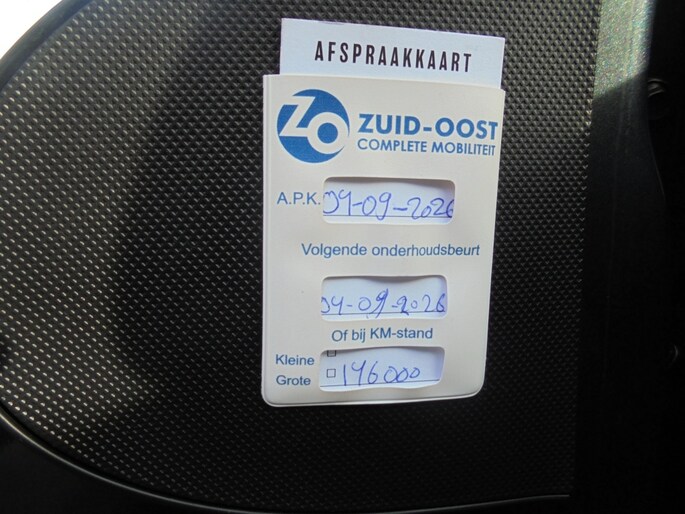 AFSPRAAKKAART
ZO ZUID-OOST
COMPLETE MOBILITEIT
A.P.K. 04-09-2026
Volgende onderhoudsbeurt
04-09-2026
Of bij KM-stand
Kleine
Grote 146000